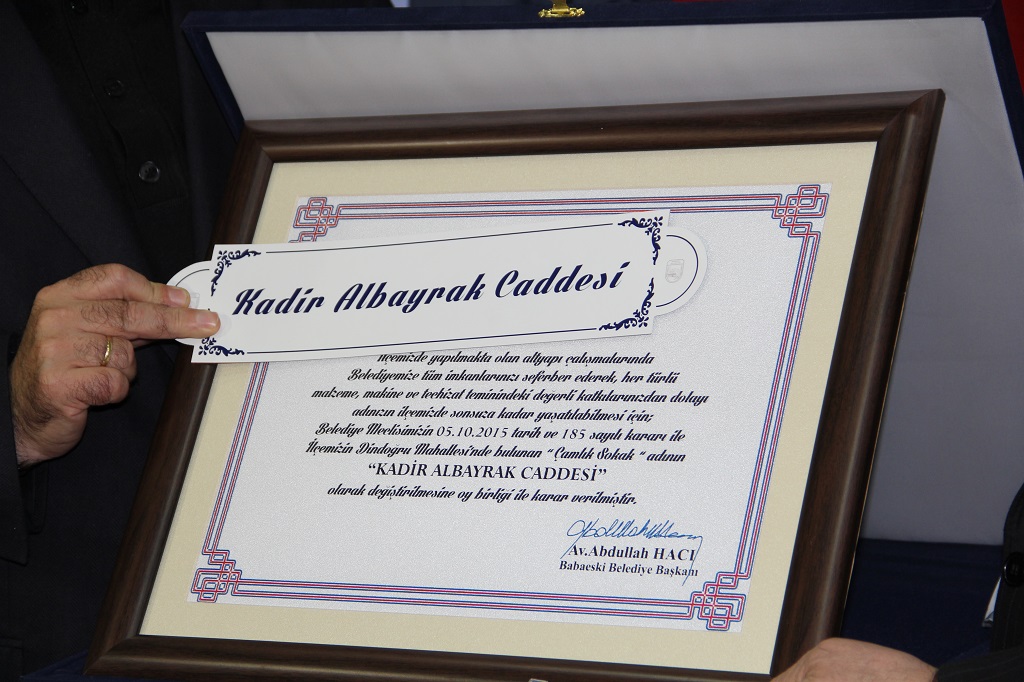 Kadir Albayrak Caddesi
İlçemizde yapılmakta olan altyapı çalışmalarında
Belediyemize tüm imkanlarınızı seferber ederek, her türlü
malzeme, makine ve techizat teminindeki değerli katkılarınızdan dolayı
adınızın ilçemizde sonsuza kadar yaşatılabilmesi için;
Belediye Meclisimizin 05.10.2015 tarih ve 185 sayılı kararı ile
İlçemizin Dindoğru Mahallesi'nde bulunan "Çamlık Sokak" adının
"KADİR ALBAYRAK CADDESİ"
olarak değiştirilmesine oy birliği ile karar verilmiştir.
Av.Abdullah HACI
Babaeski Belediye Başkanı